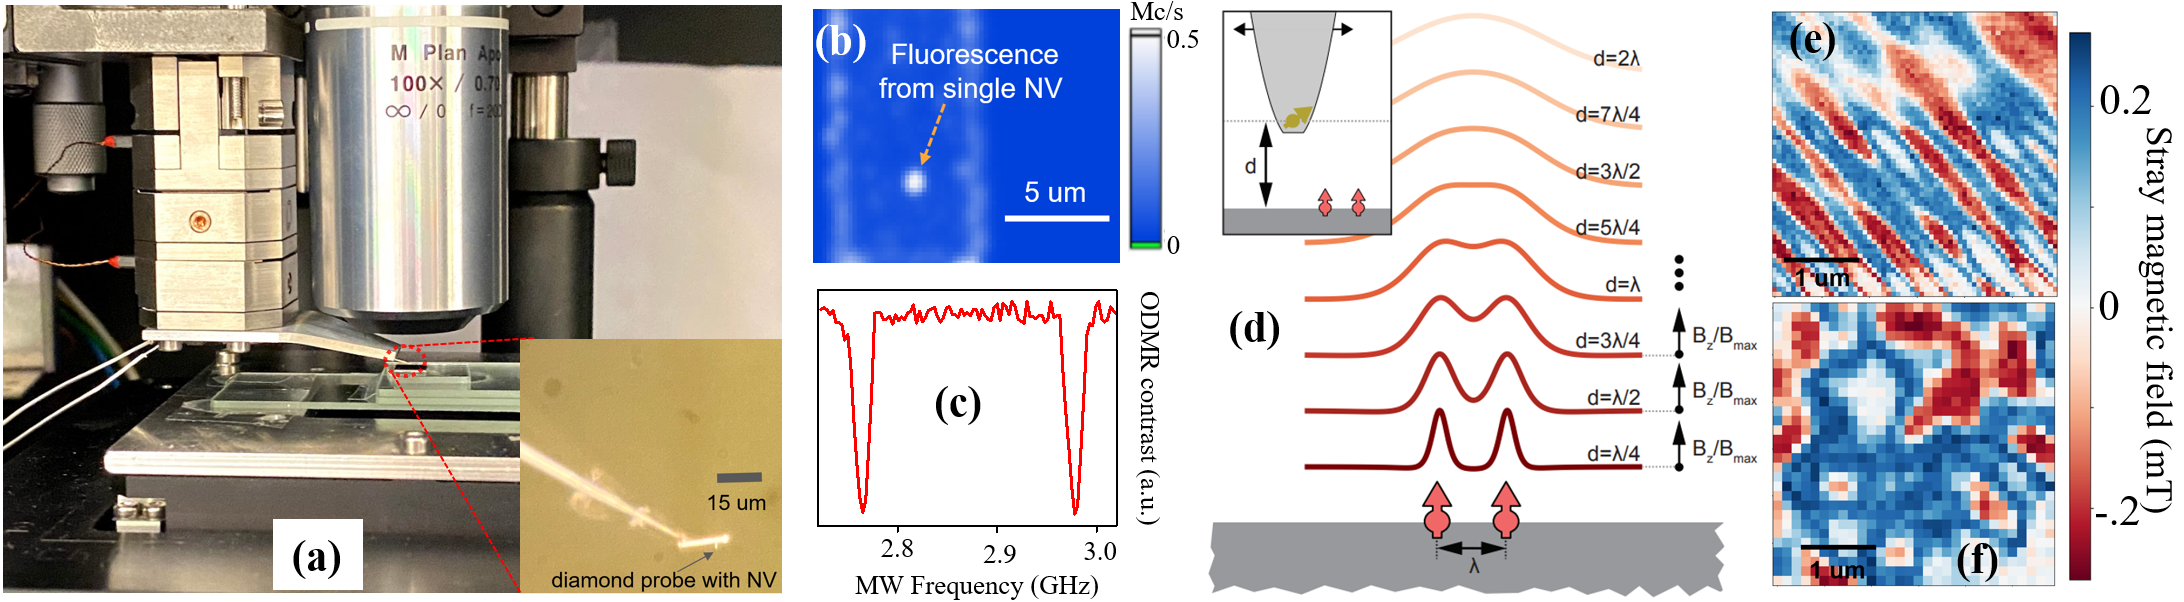 M Plan Apo
100X / 0.70
∞ / 0 f = 200
(a)
15 um
diamond probe with NV
(b)
Fluorescence
from single NV
5 um
Mc/s
0.5
0
(c)
2.8
2.9
3.0
MW Frequency (GHz)
ODMR contrast (a.u.)
(d)
d
d=2λ
d=7λ/4
d=3λ/2
d=5λ/4
d=λ
d=3λ/4
Bz/Bmax
d=λ/2
Bz/Bmax
d=λ/4
Bz/Bmax
λ
(e)
1 um
(f)
1 um
0.2
0
-.2
Stray magnetic field (mT)